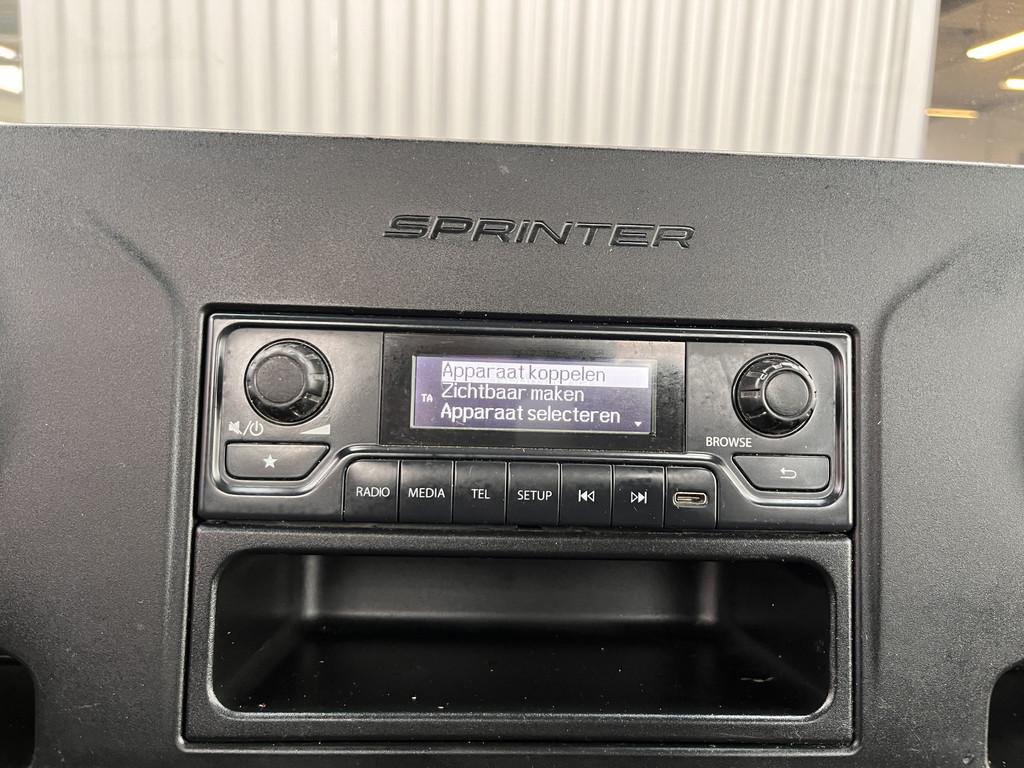 SPRINTER
Apparaat koppelen
TA Zichtbaar maken
Apparaat selecteren
BROWSE
RADIO MEDIA TEL SETUP